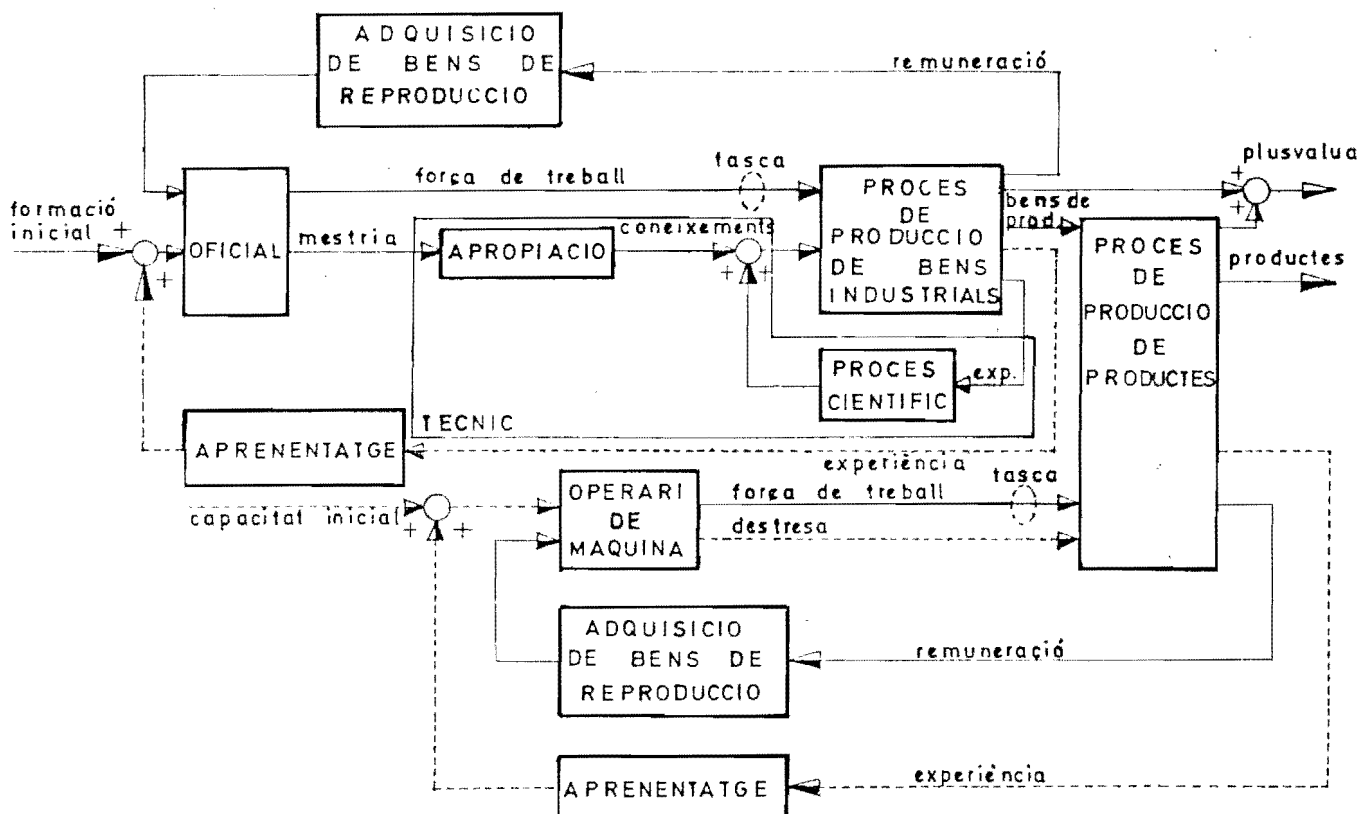 ADQUISICIO
DE BENS DE
REPRODUCCIO
remuneració
plusvalua
formació
inicial
+
+
OFICIAL
força de treball
tasca
mestria
APROPIACIO
coneixements
+
+
PROCES
DE
PRODUCCIO
DE BENS
INDUSTRIALS
bens de
prod.
+
+
PROCES
DE
PRODUCCIO
DE
PRODUCTES
productes
PROCES
CIENTIFIC
exp.
TECNIC
APRENENTATGE
experiència
capacitat inicial
+
+
OPERARI
DE
MAQUINA
força de treball
tasca
destresa
ADQUISICIO
DE BENS DE
REPRODUCCIO
remuneració
APRENENTATGE
experiència